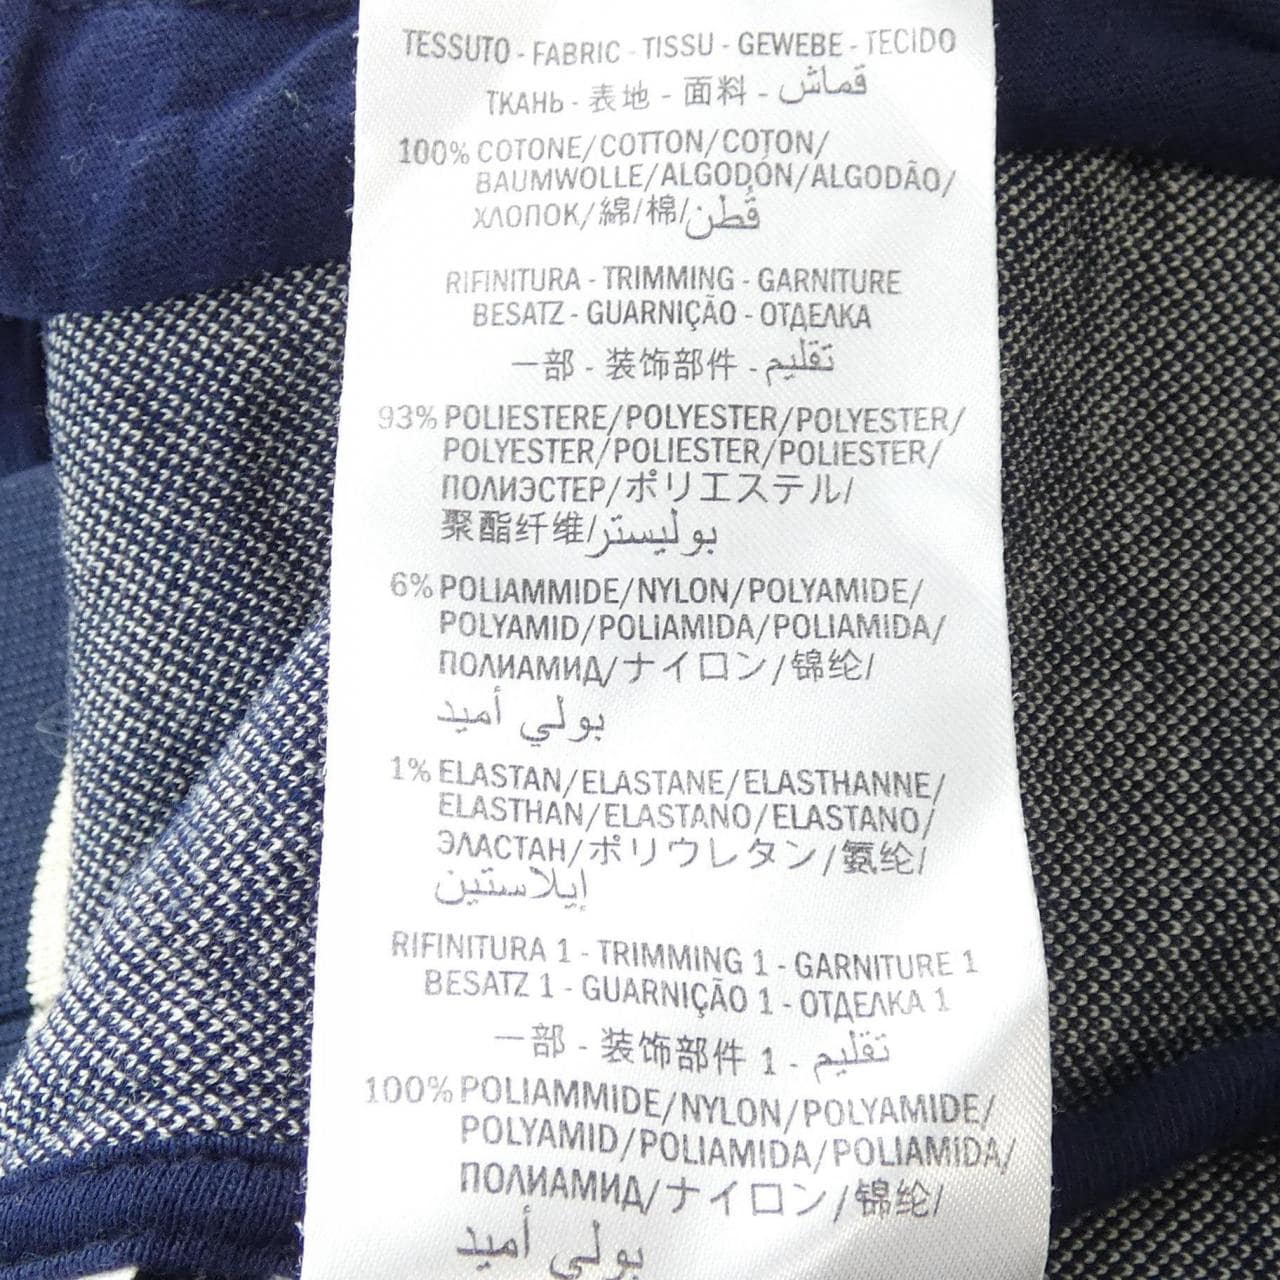 TESSUTO - FABRIC - TISSU - GEWEBE - TECIDO
ТКАНЬ - 表地 - 面料 - قماش
100% COTONE/COTTON/COTON/
BAUMWOLLE/ALGODÓN/ALGODÃO/
ХЛОПОК/綿/棉/قُطن
RIFINITURA - TRIMMING - GARNITURE
BESATZ - GUARNIÇÃO - ОТДЕЛКА
一部 - 装饰部件 - تقليم
93% POLIESTERE/POLYESTER/POLYESTER/
POLYESTER/POLIESTER/POLIESTER/
ПОЛИЭСТЕР/ポリエステル/
聚酯纤维/بوليستر
6% POLIAMMIDE/NYLON/POLYAMIDE/
POLYAMID/POLIAMIDA/POLIAMIDA/
ПОЛИАМИД/ナイロン/锦纶/
بولي أميد
1% ELASTAN/ELASTANE/ELASTHANNE/
ELASTHAN/ELASTANO/ELASTANO/
ЭЛАСТАН/ポリウレタン/氨纶/
إيلاستين
RIFINITURA 1 - TRIMMING 1 - GARNITURE 1
BESATZ 1 - GUARNIÇÃO 1 - ОТДЕЛКА 1
一部 - 装饰部件 1 - تقليم
100% POLIAMMIDE/NYLON/POLYAMIDE/
POLYAMID/POLIAMIDA/POLIAMIDA/
ПОЛИАМИД/ナイロン/锦纶/
بولي أميد